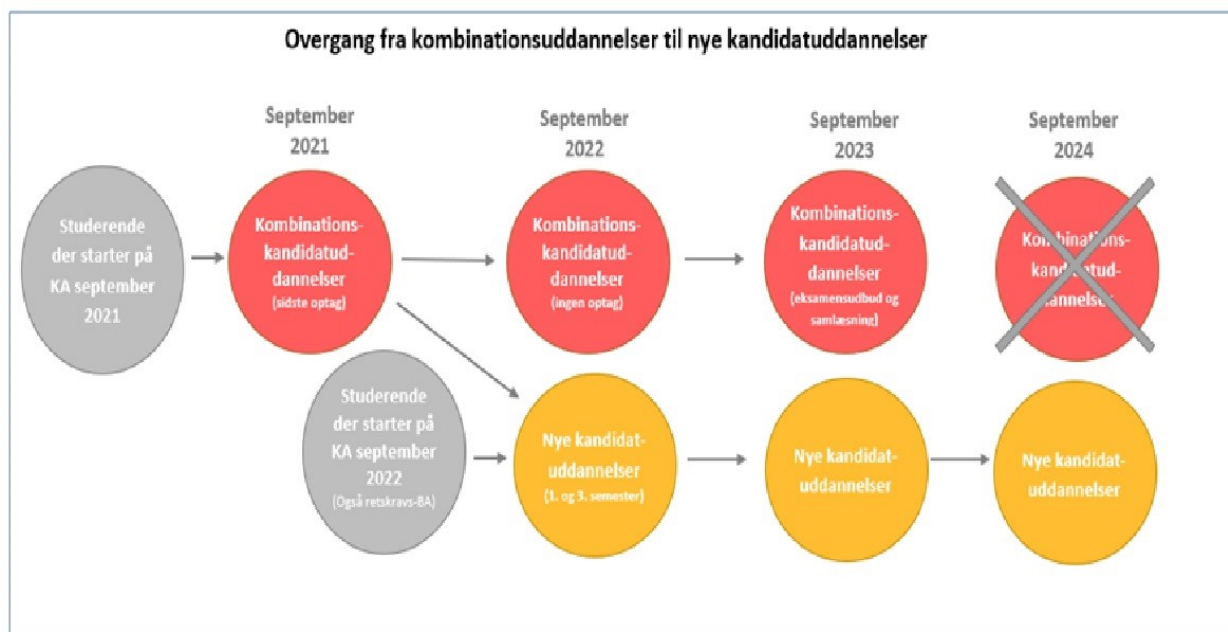 Overgang fra kombinationsuddannelser til nye kandidatuddannelser
September
2021
September
2022
September
2023
September
2024
Studerende
der starter på
KA september
2021
Kombinations-
kandidatud-
dannelser
(sidste optag)
Kombinations-
kandidatud-
dannelser
(ingen optag)
Kombinations-
kandidatud-
dannelser
(eksamensudbud og
samlæsning)
Kombinations-
kandidatud-
dannelser
Studerende
der starter på
KA september
2022
(Også retskravs-BA)
Nye kandidat-
uddannelser
(1. og 3. semester)
Nye kandidat-
uddannelser
Nye kandidat-
uddannelser